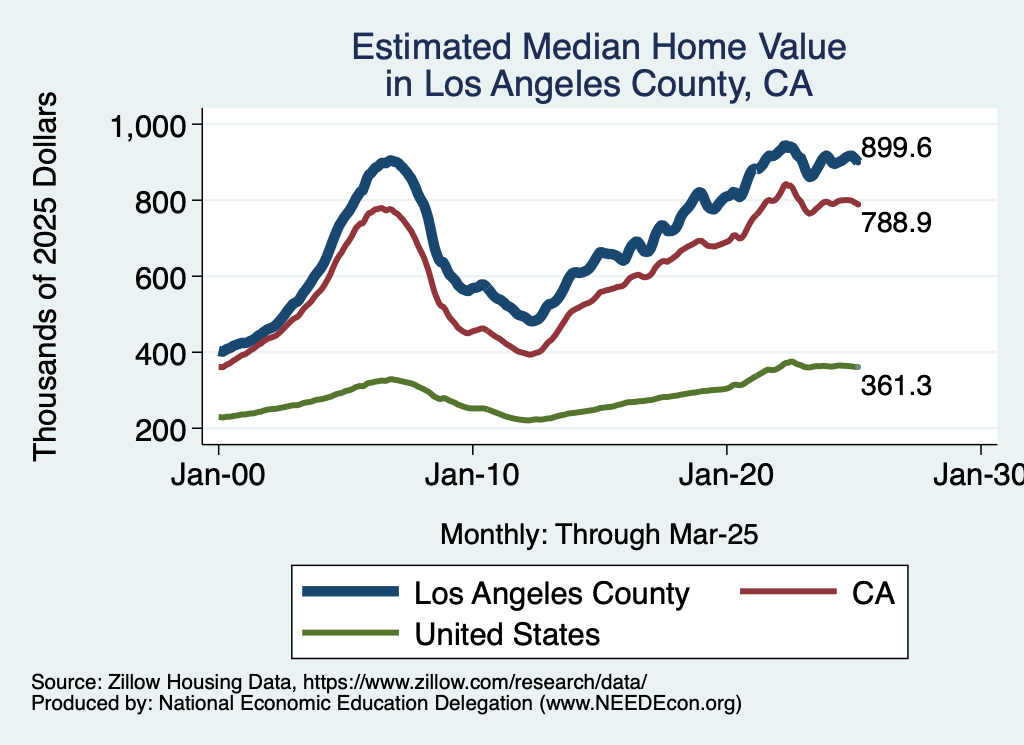 Estimated Median Home Value
in Los Angeles County, CA
Thousands of 2025 Dollars
1,000
800
600
400
200
899.6
788.9
361.3
Jan-00
Jan-10
Jan-20
Jan-30
Monthly: Through Mar-25
Los Angeles County
CA
United States
Source: Zillow Housing Data, https://www.zillow.com/research/data/
Produced by: National Economic Education Delegation (www.NEEDEcon.org)